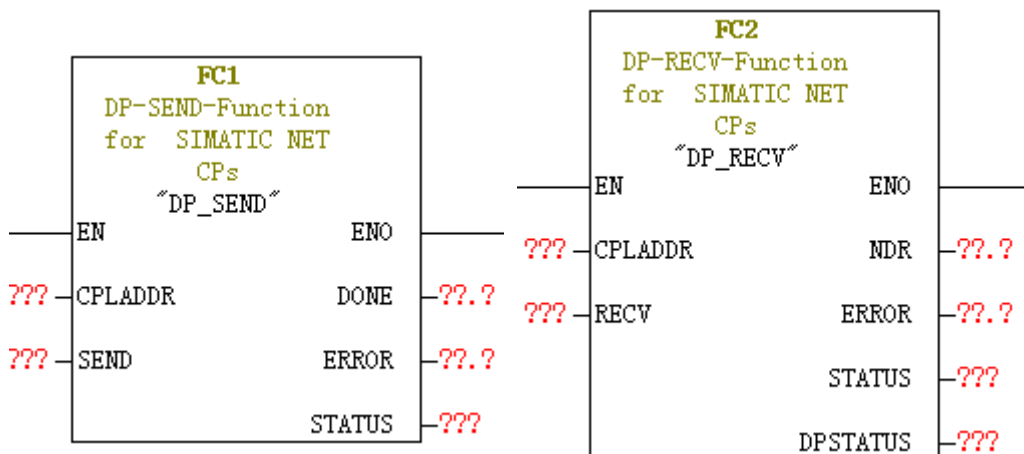 FC1
DP-SEND-Function
for SIMATIC NET
CPs
"DP_SEND"
EN ENO
??? CPLADDR DONE ??.?
??? SEND ERROR ??.?
STATUS ???
FC2
DP-RECV-Function
for SIMATIC NET
CPs
"DP_RECV"
EN ENO
??? CPLADDR NDR ??.?
??? RECV ERROR ??.?
STATUS ???
DPSTATUS ???